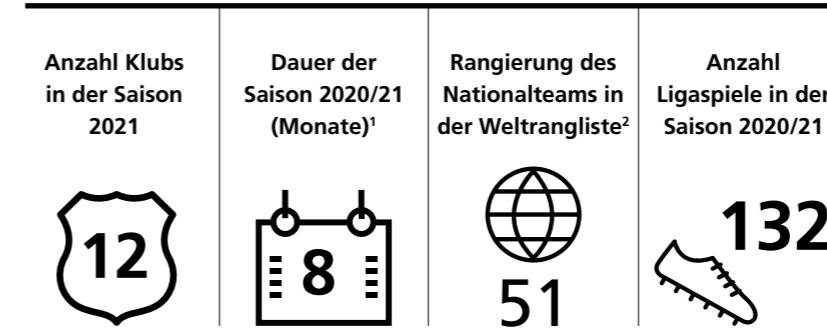 Anzahl Klubs
in der Saison
2021
12
Dauer der
Saison 2020/21
(Monate)¹
8
Rangierung des
Nationalteams in
der Weltrangliste²
51
Anzahl
Ligaspiele in der
Saison 2020/21
132